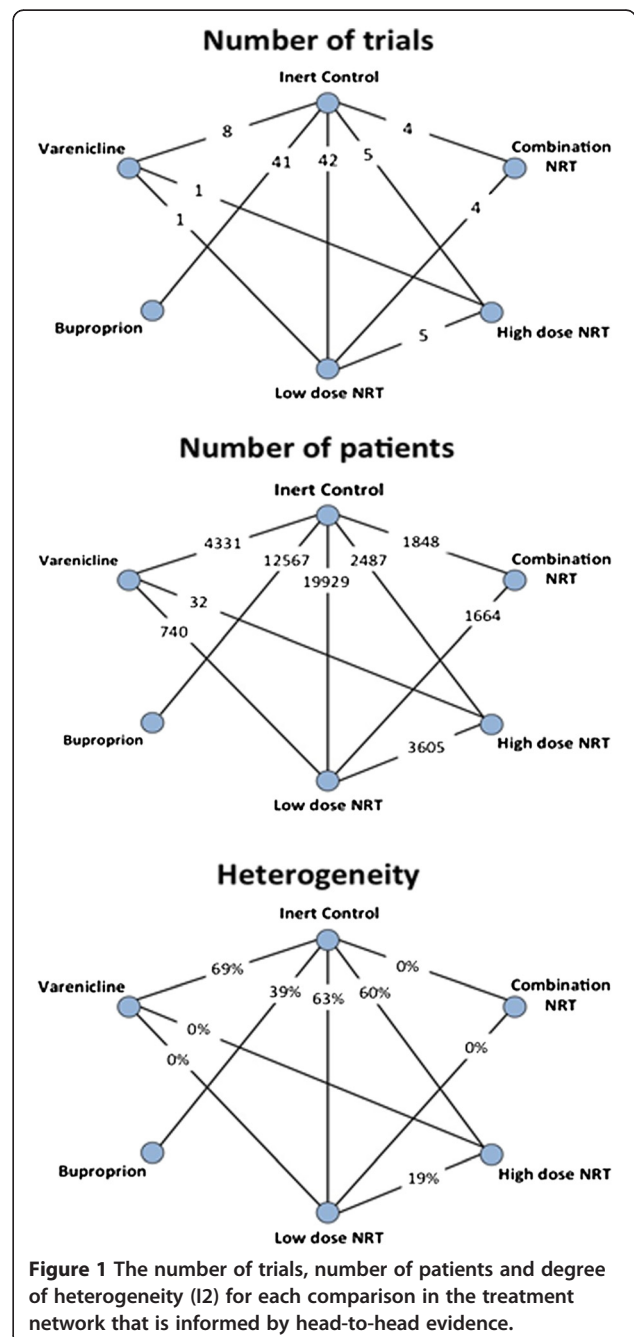 Number of trials
Inert Control
Varenicline
8
4
Combination
NRT
41
42
5
1
4
1
Buproprion
5
High dose NRT
Low dose NRT
Number of patients
Inert Control
Varenicline
4331
1848
Combination
NRT
12567
2487
19929
32
1664
740
Buproprion
3605
High dose NRT
Low dose NRT
Heterogeneity
Inert Control
69%
0%
Varenicline
Combination
NRT
39%
63%
60%
0%
0%
0%
Buproprion
19%
High dose NRT
Low dose NRT
Figure 1 The number of trials, number of patients and degree
of heterogeneity (I2) for each comparison in the treatment
network that is informed by head-to-head evidence.